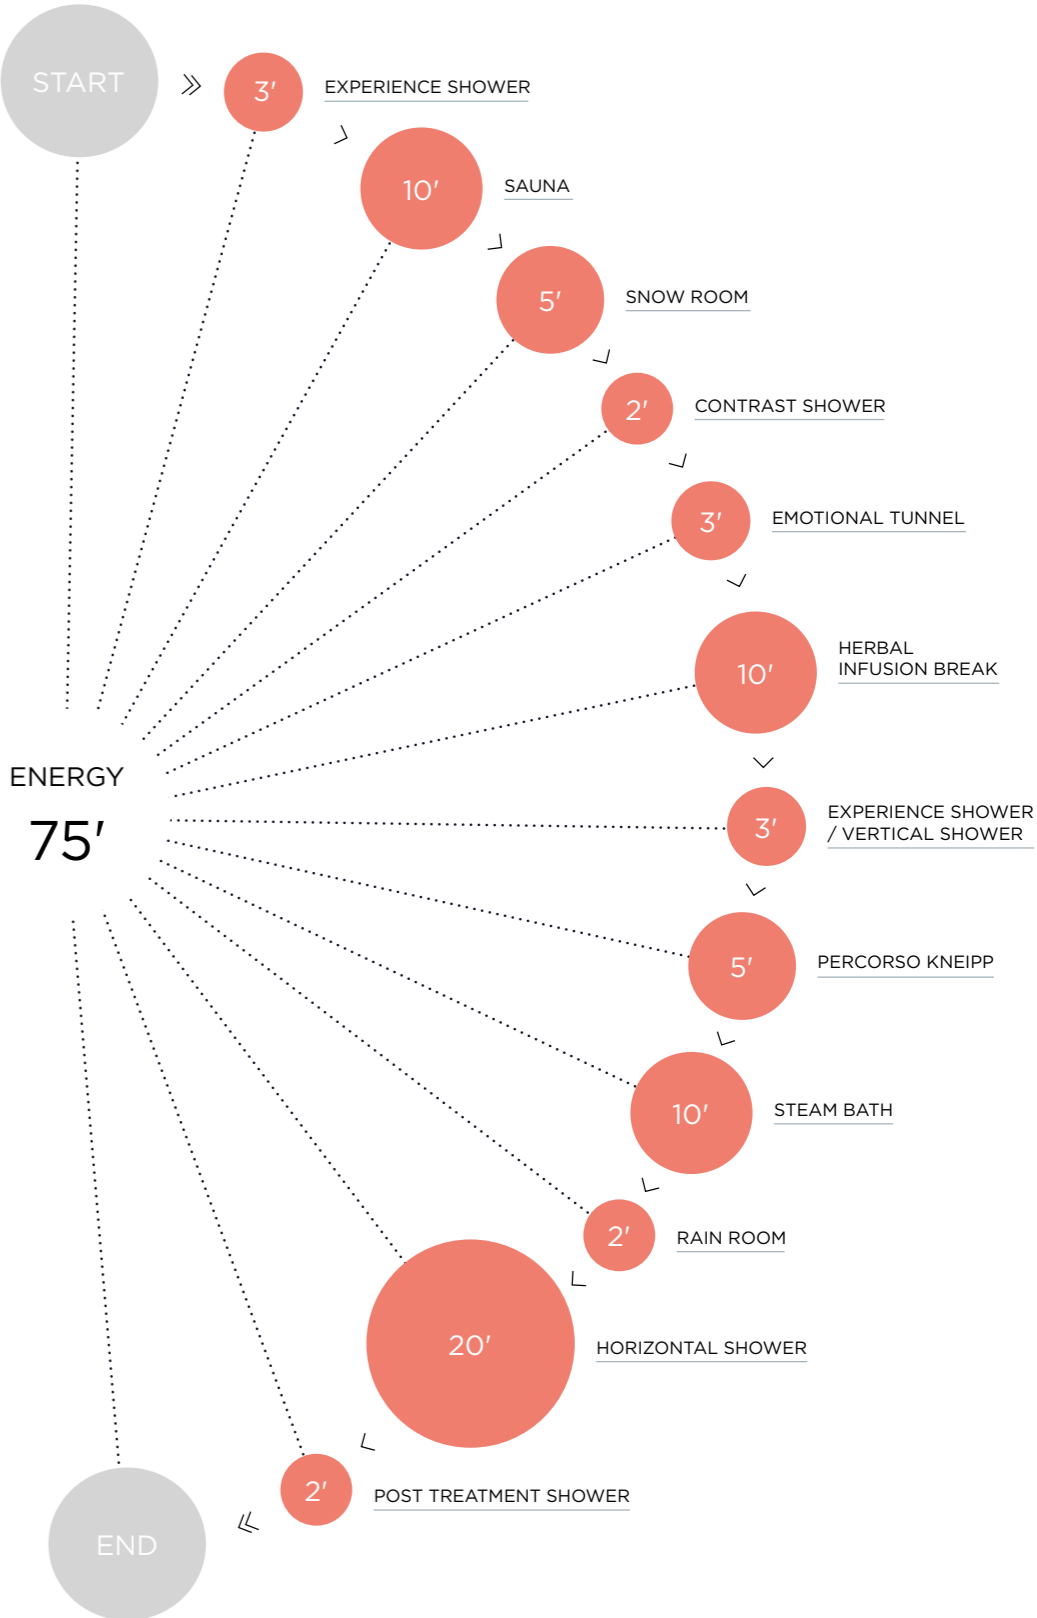 START
3'
EXPERIENCE SHOWER
10'
SAUNA
5'
SNOW ROOM
2'
CONTRAST SHOWER
3'
EMOTIONAL TUNNEL
10'
HERBAL
INFUSION BREAK
ENERGY
75'
3'
EXPERIENCE SHOWER
/ VERTICAL SHOWER
5'
PERCORSO KNEIPP
10'
STEAM BATH
2'
RAIN ROOM
20'
HORIZONTAL SHOWER
2'
POST TREATMENT SHOWER
END